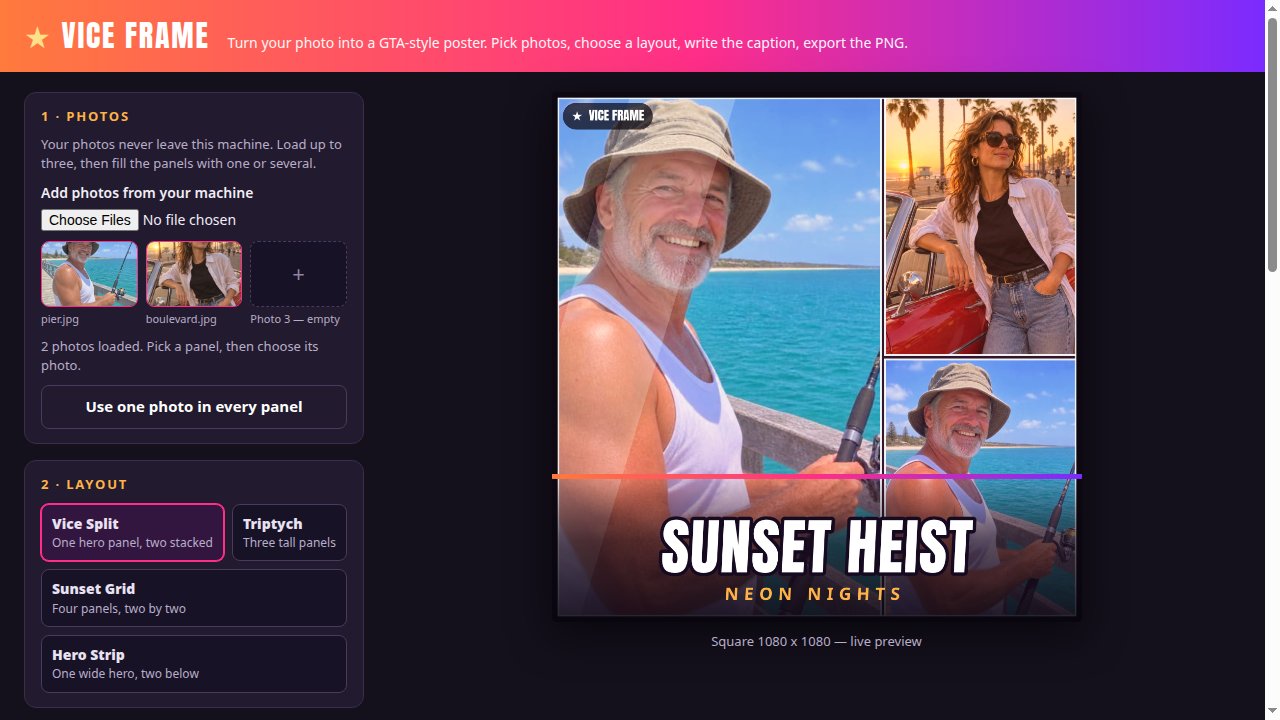 ★ VICE FRAME
Turn your photo into a GTA-style poster. Pick photos, choose a layout, write the caption, export the PNG.
1 · PHOTOS
Your photos never leave this machine. Load up to
three, then fill the panels with one or several.
Add photos from your machine
Choose Files No file chosen
+
pier.jpg
boulevard.jpg
Photo 3 — empty
2 photos loaded. Pick a panel, then choose its
photo.
Use one photo in every panel
2 · LAYOUT
Vice Split
One hero panel, two stacked
Triptych
Three tall panels
Sunset Grid
Four panels, two by two
Hero Strip
One wide hero, two below
★ VICE FRAME
SUNSET HEIST
NEON NIGHTS
Square 1080 x 1080 — live preview